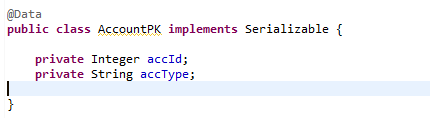 @Data
public class AccountPK implements Serializable {
private Integer accId;
private String accType;
}